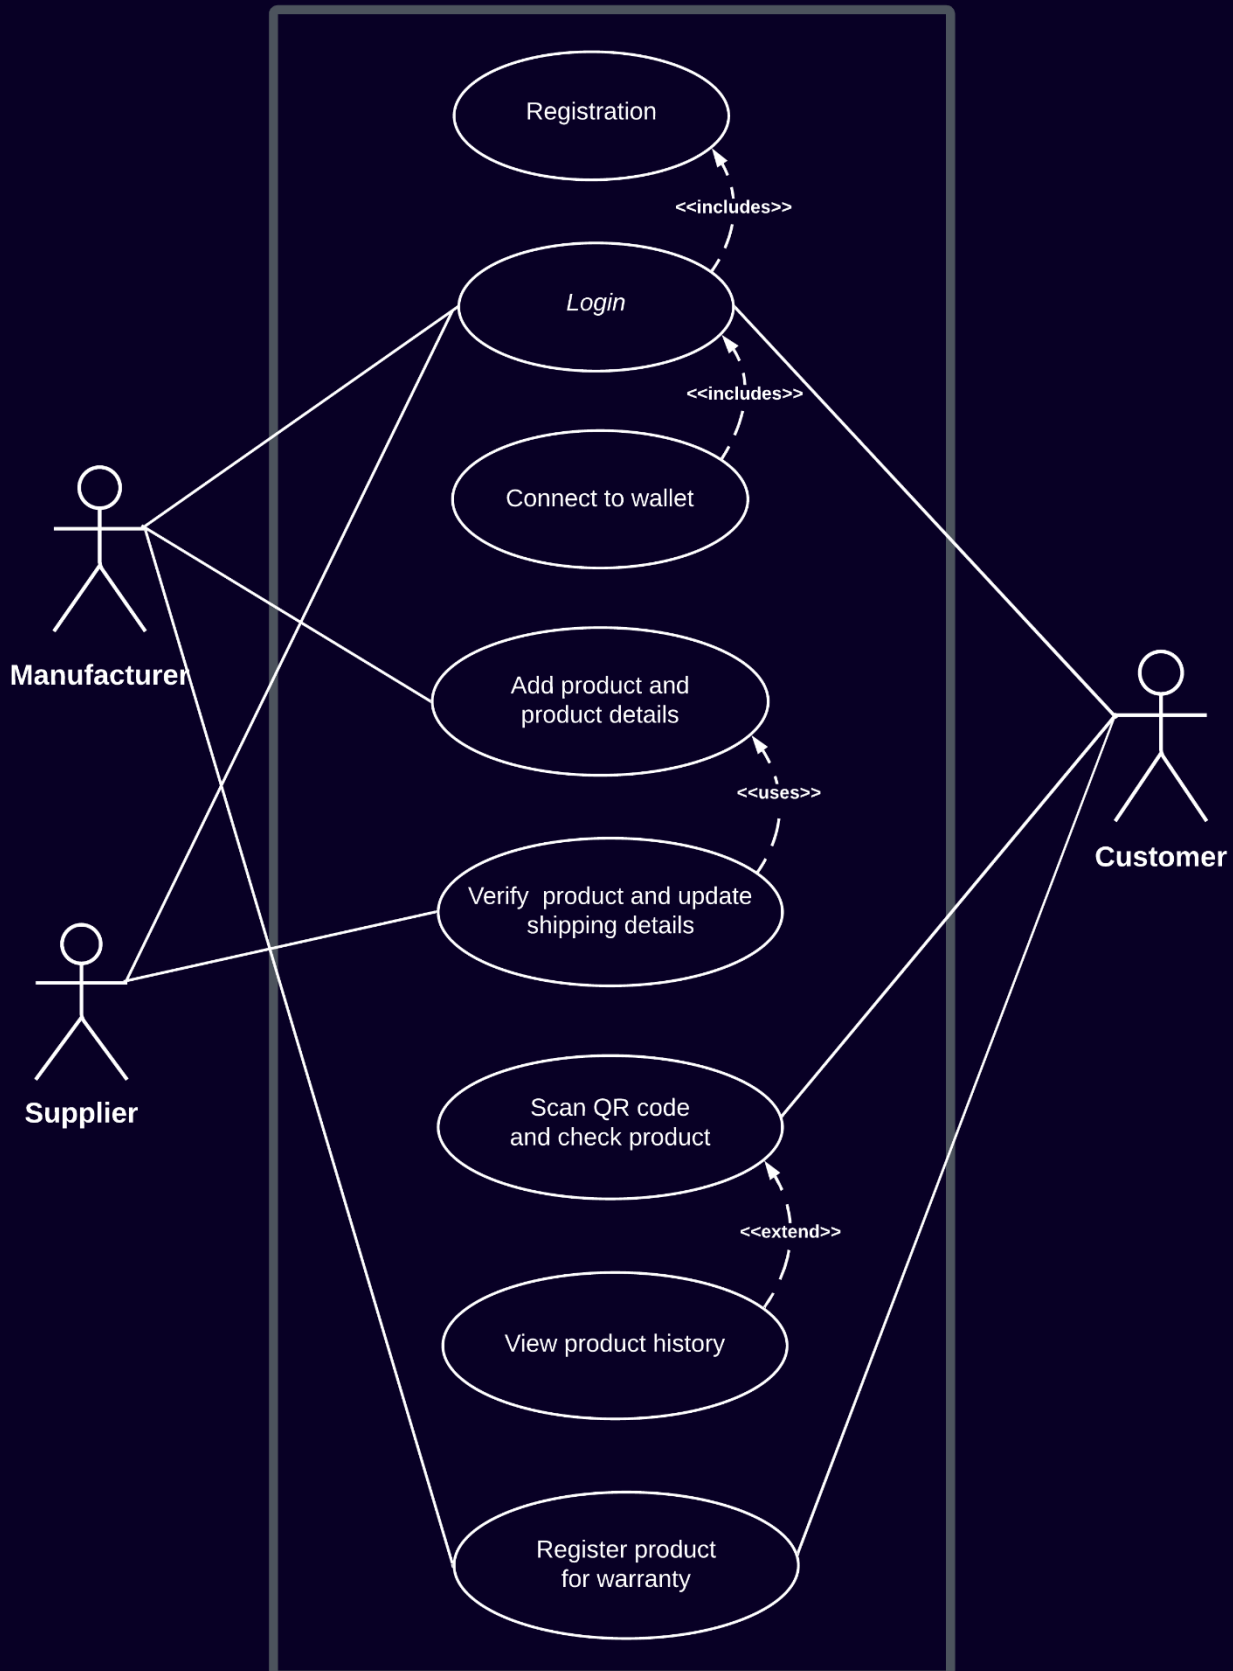 Registration
<<includes>>
Login
<<includes>>
Connect to wallet
Manufacturer
Add product and
product details
<<uses>>
Customer
Verify  product and update
shipping details
Supplier
Scan QR code
and check product
<<extend>>
View product history
Register product
for warranty